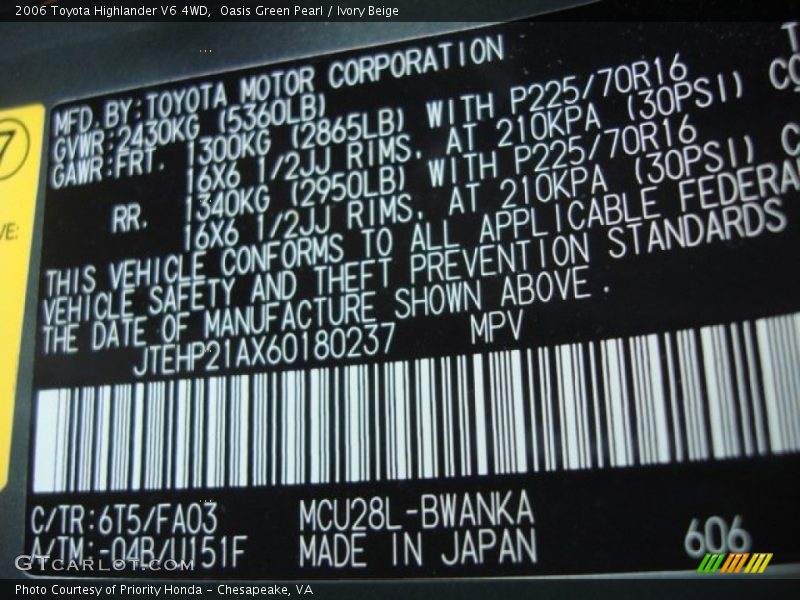 2006 Toyota Highlander V6 4WD,  Oasis Green Pearl / Ivory Beige
MFD. BY:TOYOTA MOTOR CORPORATION
GVWR:2430KG (5360LB)
GAWR:FRT. 1300KG (2865LB) WITH P225/70R16
16X6 1/2JJ RIMS, AT 210KPA (30PSI)
RR. 1340KG (2950LB) WITH P225/70R16
16X6 1/2JJ RIMS, AT 210KPA (30PSI)
THIS VEHICLE CONFORMS TO ALL APPLICABLE FEDERA
VEHICLE SAFETY AND THEFT PREVENTION STANDARDS
THE DATE OF MANUFACTURE SHOWN ABOVE.
JTEHP21AX60180237 MPV
C/TR:6T5/FA03 MCU28L-BWANKA
A/TM:-04B/U151F MADE IN JAPAN
606
7
VE:
GTCARLOT.COM
Photo Courtesy of Priority Honda - Chesapeake, VA